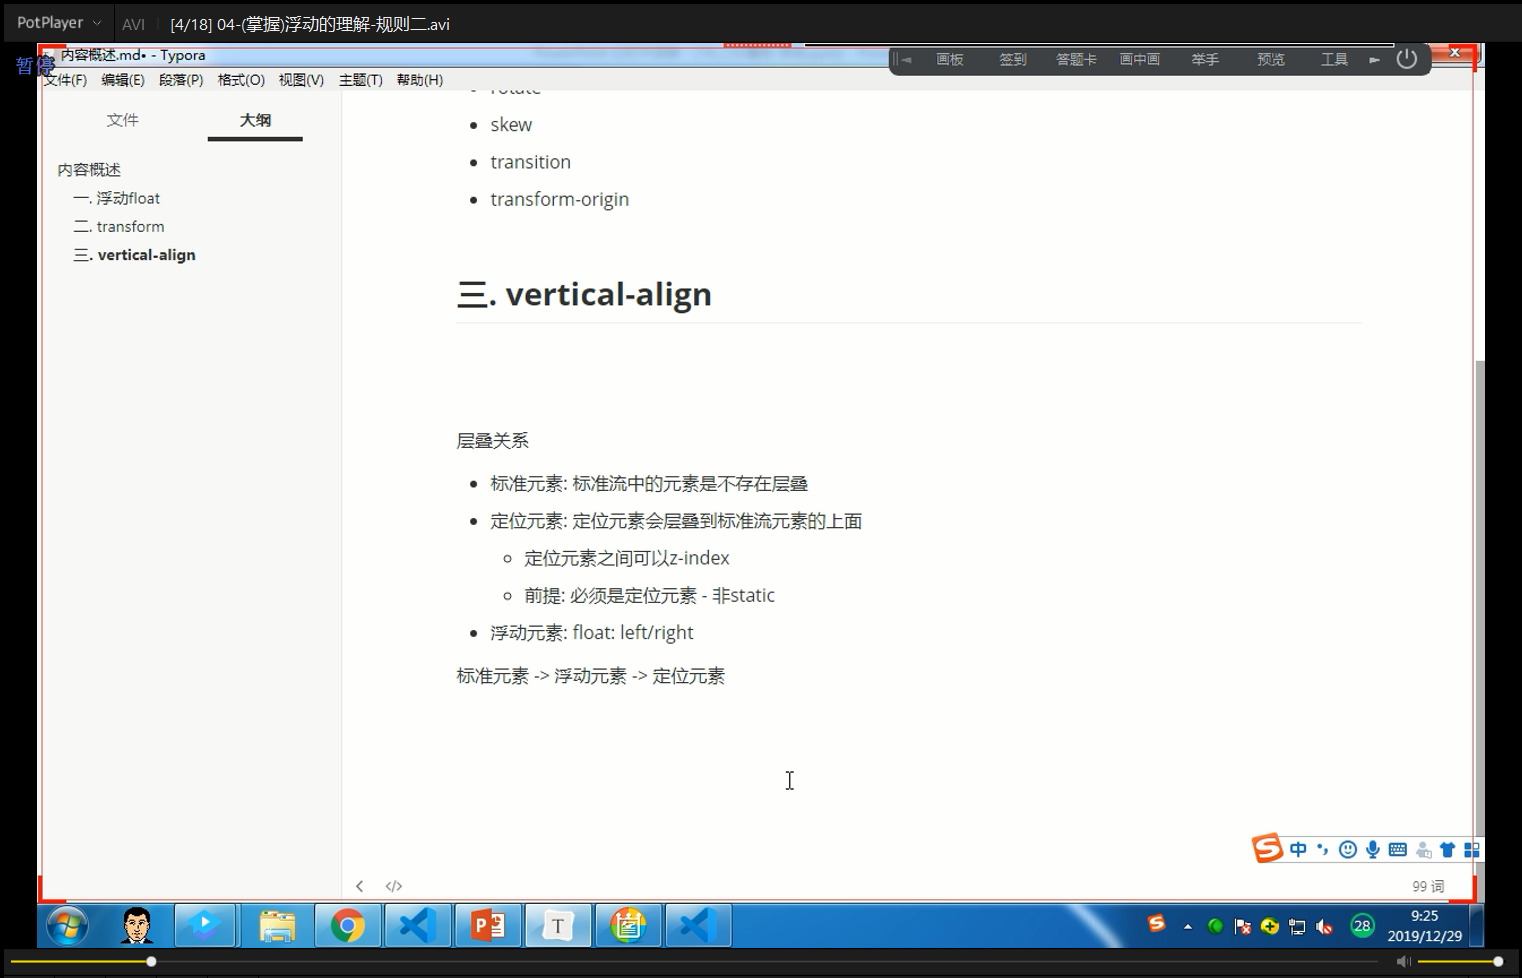 PotPlayer
AVI
[4/18] 04-(掌握)浮动的理解-规则二.avi
暂停
内容概述.md• - Typora
画板 签到 答题卡 画中画 举手 预览 工具
文件(F) 编辑(E) 段落(P) 格式(O) 视图(V) 主题(T) 帮助(H)
文件 大纲
内容概述
一. 浮动float
二. transform
三. vertical-align
rotate
skew
transition
transform-origin
三. vertical-align
层叠关系
标准元素: 标准流中的元素是不存在层叠
定位元素: 定位元素会层叠到标准流元素的上面
定位元素之间可以z-index
前提: 必须是定位元素 - 非static
浮动元素: float: left/right
标准元素 -> 浮动元素 -> 定位元素
中
</>
99 词
28
9:25
2019/12/29